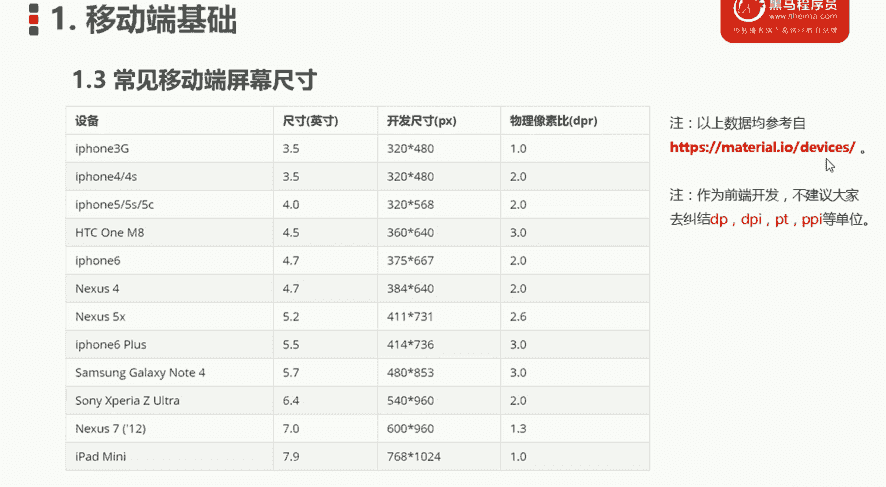 1. 移动端基础
黑马程序员
www.itheima.com
1.3 常见移动端屏幕尺寸
设备 尺寸(英寸) 开发尺寸(px) 物理像素比(dpr)
iphone3G 3.5 320*480 1.0
iphone4/4s 3.5 320*480 2.0
iphone5/5s/5c 4.0 320*568 2.0
HTC One M8 4.5 360*640 3.0
iphone6 4.7 375*667 2.0
Nexus 4 4.7 384*640 2.0
Nexus 5x 5.2 411*731 2.6
iphone6 Plus 5.5 414*736 3.0
Samsung Galaxy Note 4 5.7 480*853 3.0
Sony Xperia Z Ultra 6.4 540*960 2.0
Nexus 7 ('12) 7.0 600*960 1.3
iPad Mini 7.9 768*1024 1.0
注：以上数据均参考自
https://material.io/devices/ 。
注：作为前端开发，不建议大家
去纠结dp，dpi，pt，ppi等单位。